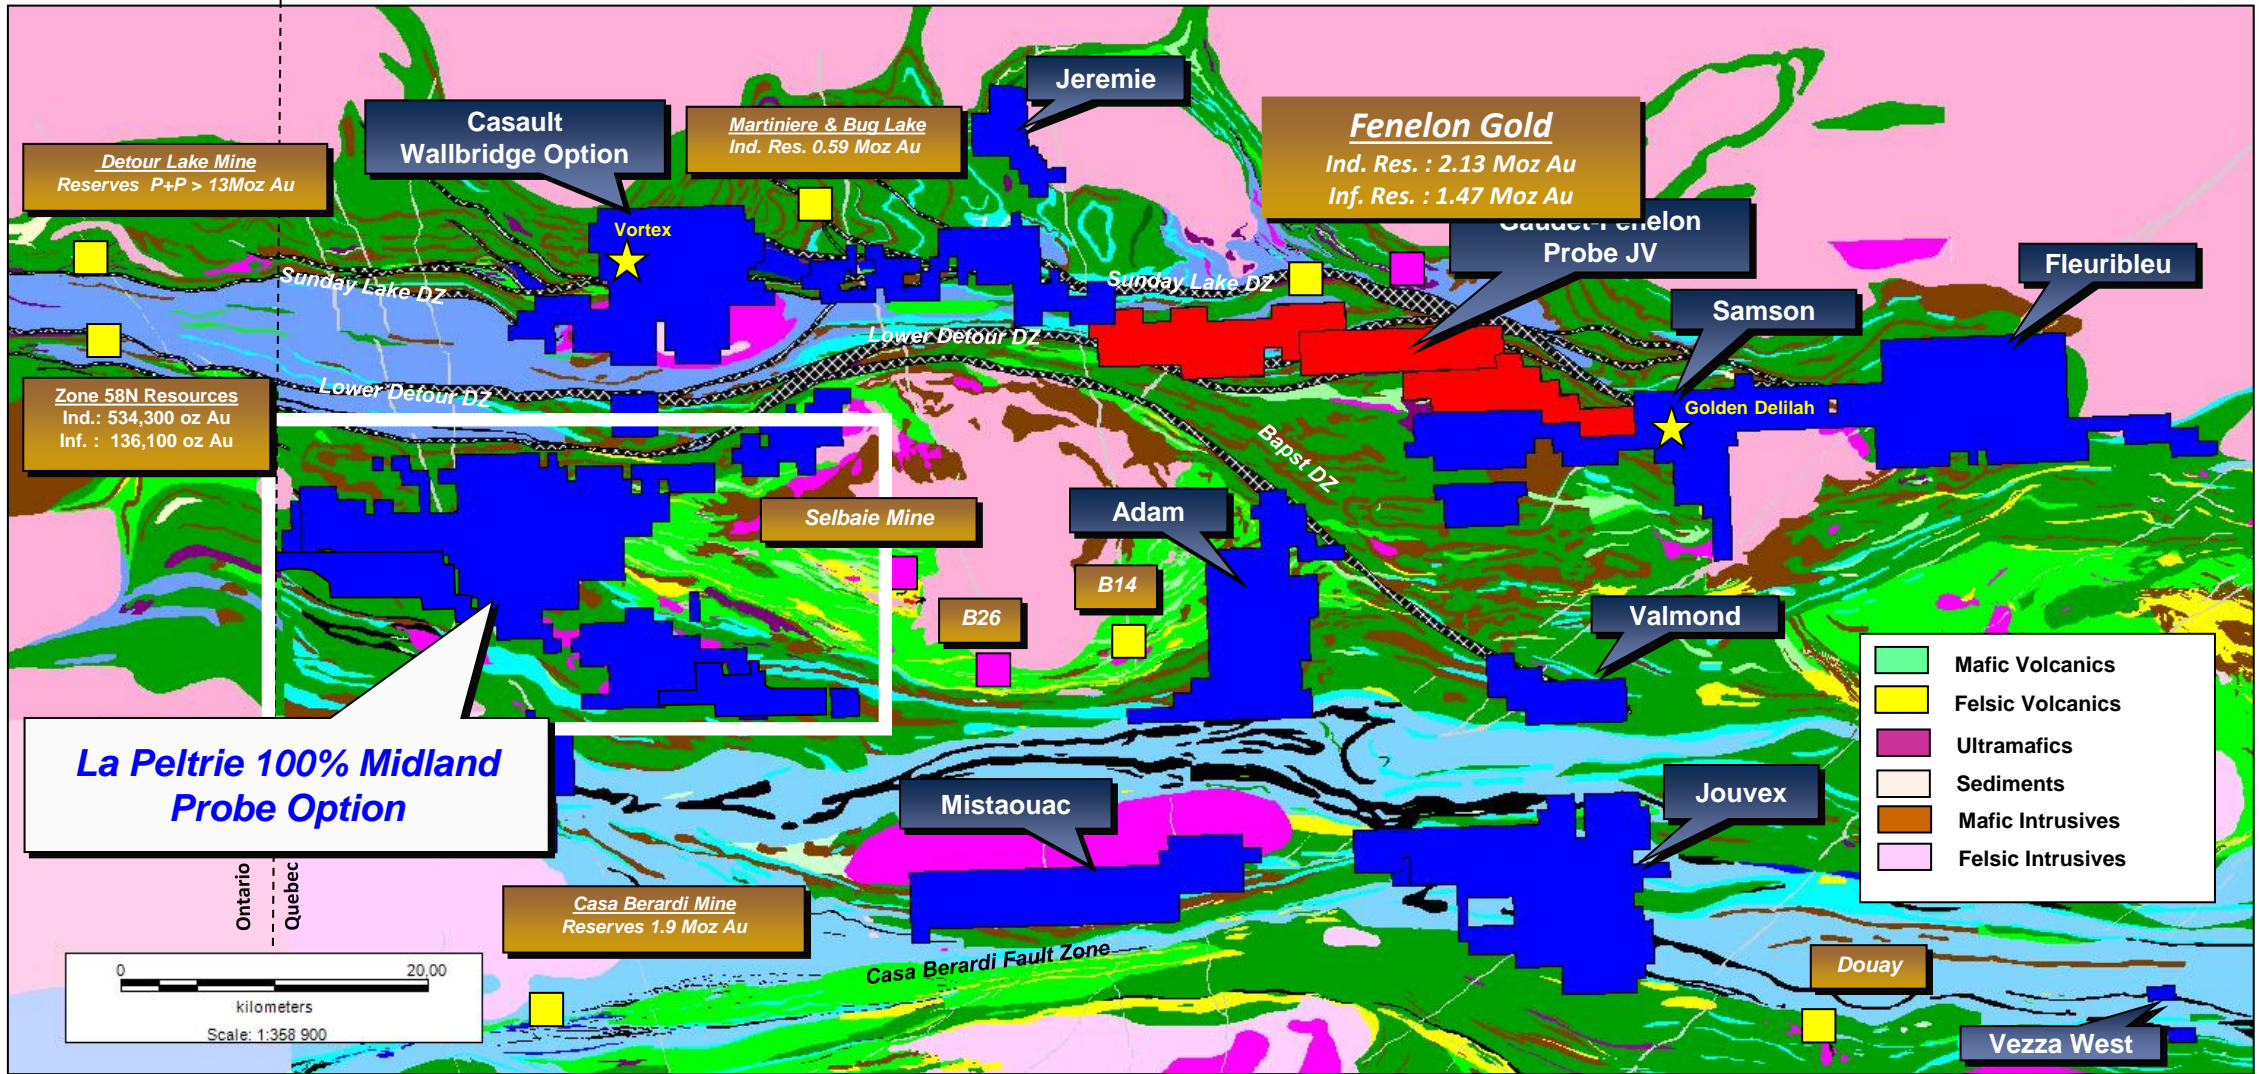 Jeremie
Casault
Wallbridge Option
Martiniere & Bug Lake
Ind. Res. 0.59 Moz Au
Fenelon Gold
Ind. Res. : 2.13 Moz Au
Inf. Res. : 1.47 Moz Au
Detour Lake Mine
Reserves P+P > 13Moz Au
Gaudet-Fenelon
Probe JV
Vortex
Fleuribleu
Sunday Lake DZ
Sunday Lake DZ
Samson
Lower Detour DZ
Lower Detour DZ
Zone 58N Resources
Ind.: 534,300 oz Au
Inf. : 136,100 oz Au
Golden Delilah
Bapst DZ
Selbaie Mine
Adam
B14
B26
Valmond
Mafic Volcanics
Felsic Volcanics
Ultramafics
Sediments
Mafic Intrusives
Felsic Intrusives
La Peltrie 100% Midland
Probe Option
Mistaouac
Jouvex
Ontario
Quebec
Casa Berardi Mine
Reserves 1.9 Moz Au
Casa Berardi Fault Zone
Douay
0 20,00
kilometers
Scale: 1:358 900
Vezza West